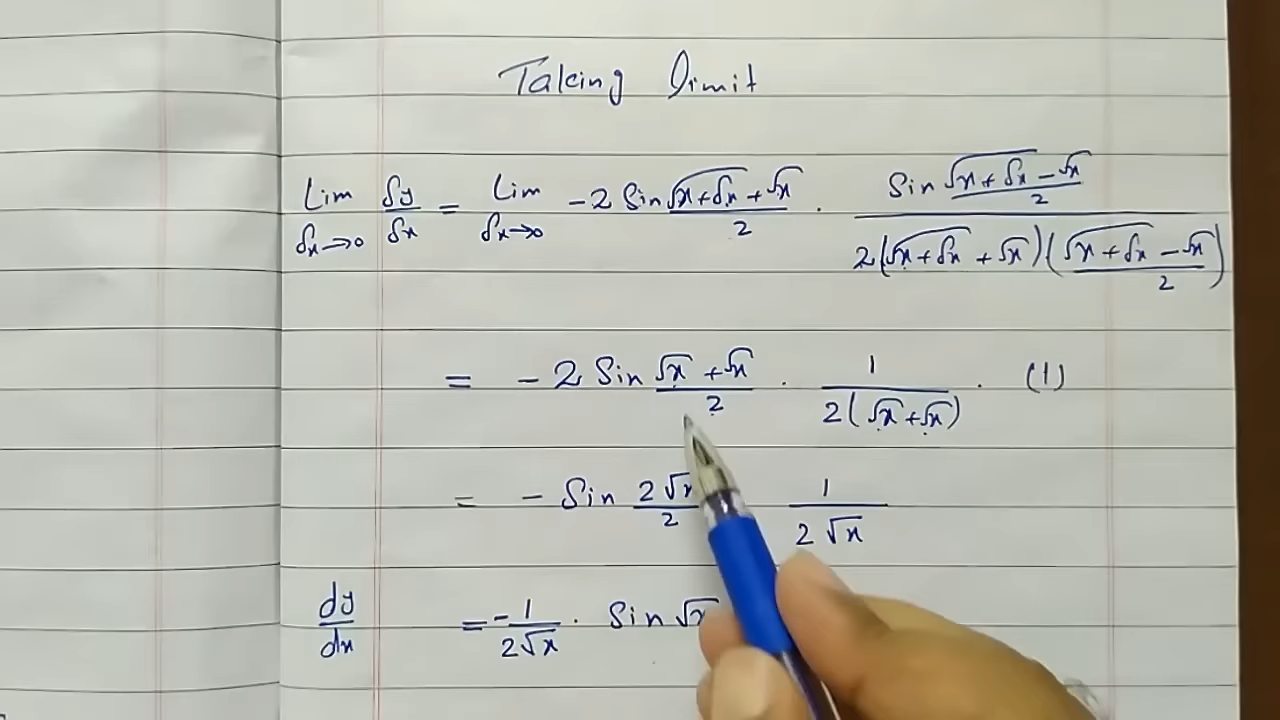 Taking limit
Lim δx→0 δy/δx = Lim δx→0 -2 Sin (√(x+δx) + √x)/2 · (Sin (√(x+δx) - √x)/2) / (2(√(x+δx) + √x)((√(x+δx) - √x)/2))
= -2 Sin (√x + √x)/2 · 1/(2(√x+√x)) · (1)
= - Sin 2√x/2 1/(2√x)
dy/dx = -1/(2√x) · Sin √x